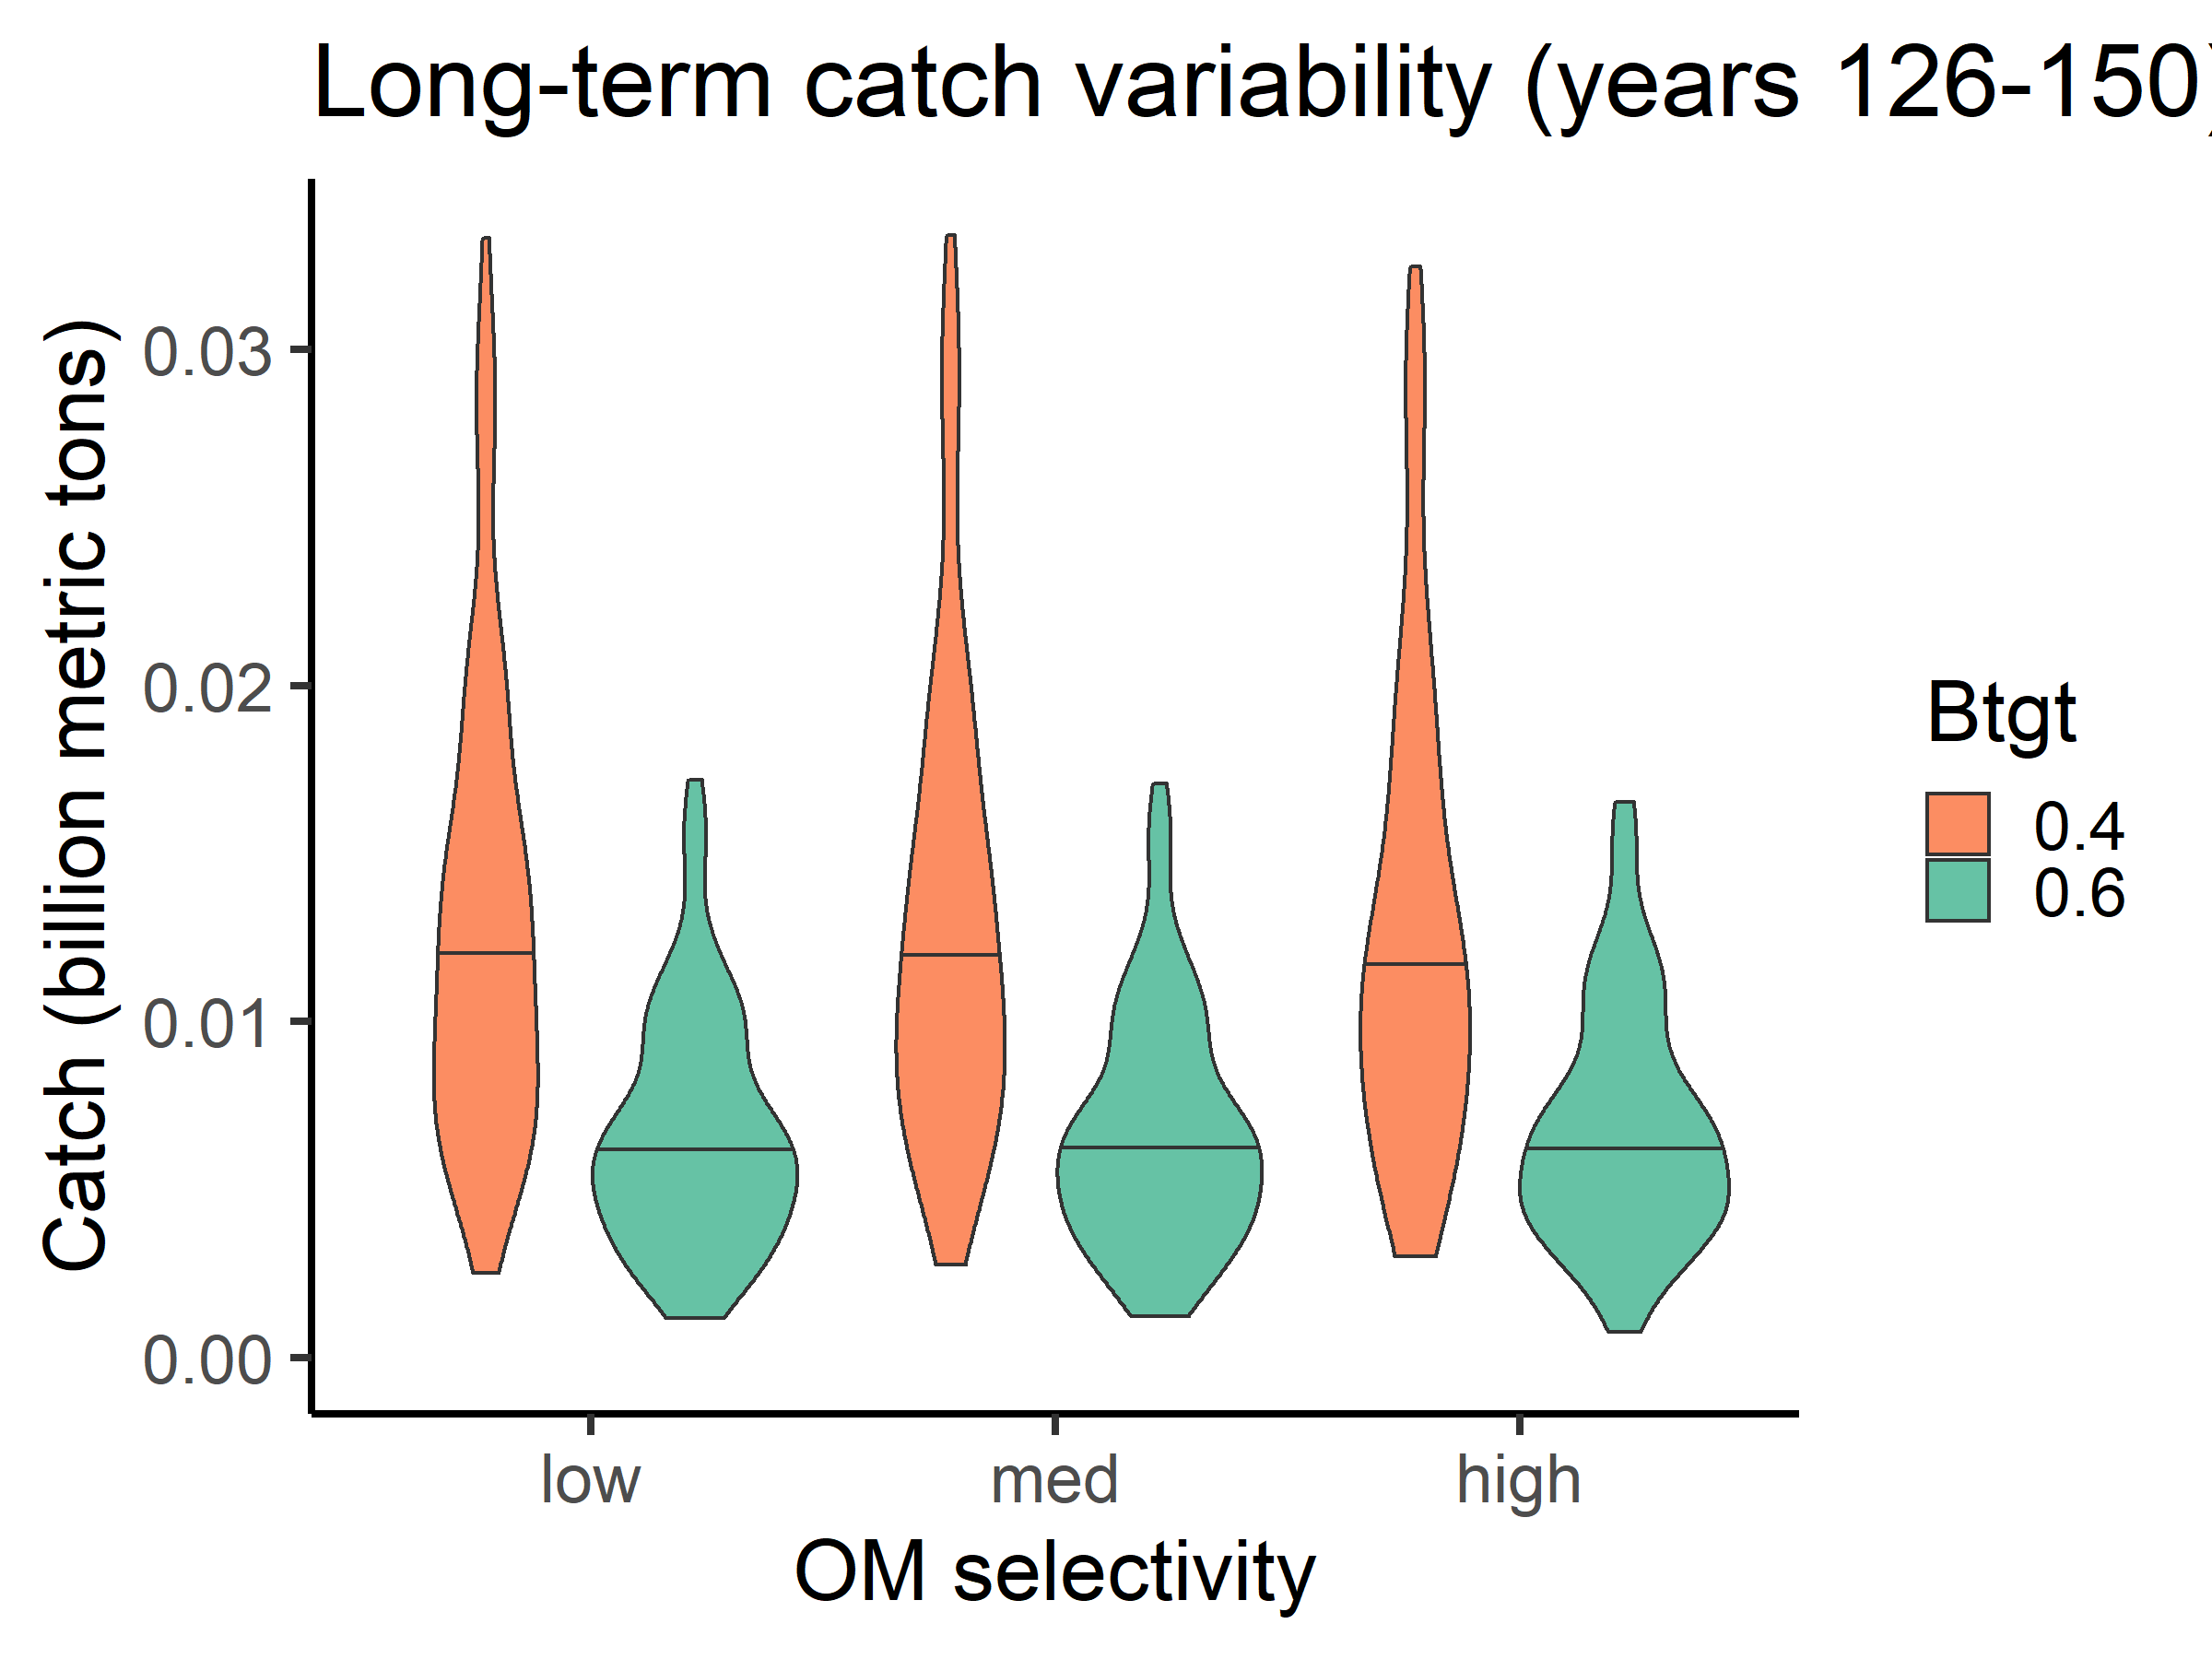 Long-term catch variability (years 126-150)
Catch (billion metric tons)
0.03
0.02
0.01
0.00
low med high
OM selectivity
Btgt
0.4
0.6